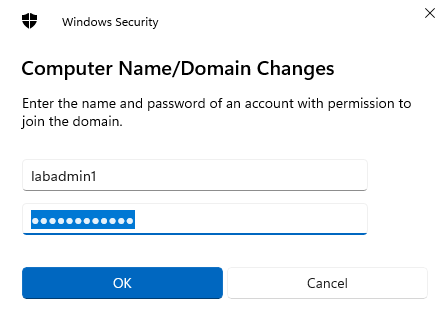 Windows Security
Computer Name/Domain Changes
Enter the name and password of an account with permission to
join the domain.
labadmin1
●●●●●●●●●●●●
OK
Cancel